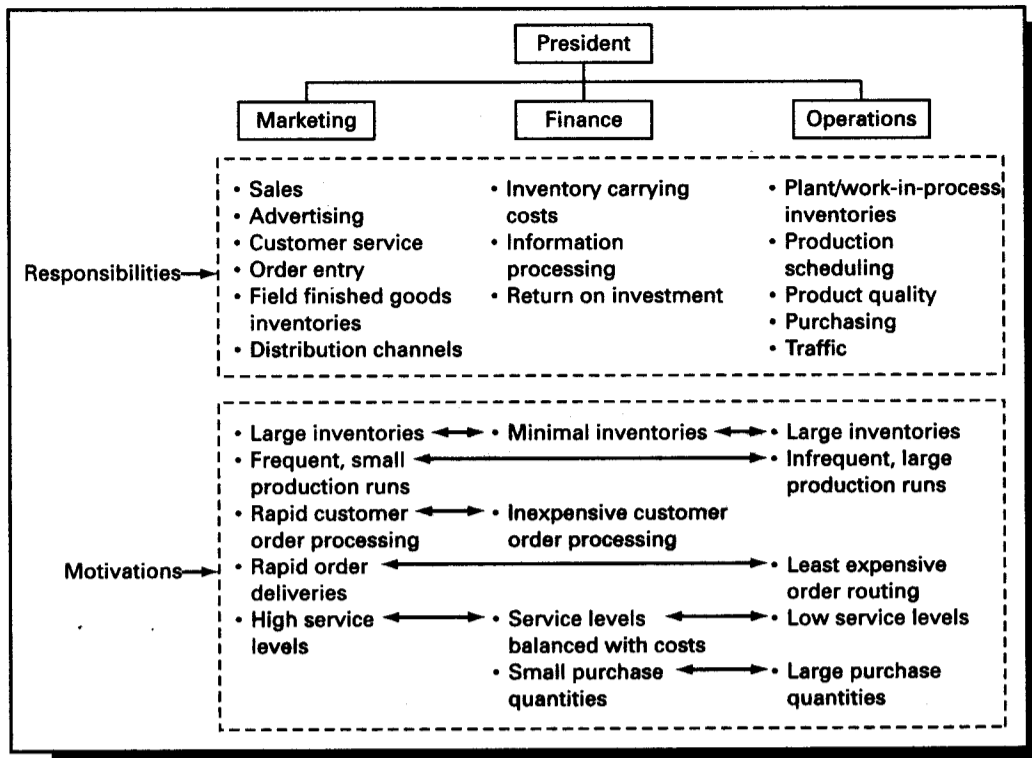 President
Marketing
Finance
Operations
Responsibilities
• Sales
• Advertising
• Customer service
• Order entry
• Field finished goods
inventories
• Distribution channels
• Inventory carrying
costs
• Information
processing
• Return on investment
• Plant/work-in-process
inventories
• Production
scheduling
• Product quality
• Purchasing
• Traffic
Motivations
• Large inventories
• Frequent, small
production runs
• Rapid customer
order processing
• Rapid order
deliveries
• High service
levels
• Minimal inventories
• Inexpensive customer
order processing
• Service levels
balanced with costs
• Small purchase
quantities
• Large inventories
• Infrequent, large
production runs
• Least expensive
order routing
• Low service levels
• Large purchase
quantities